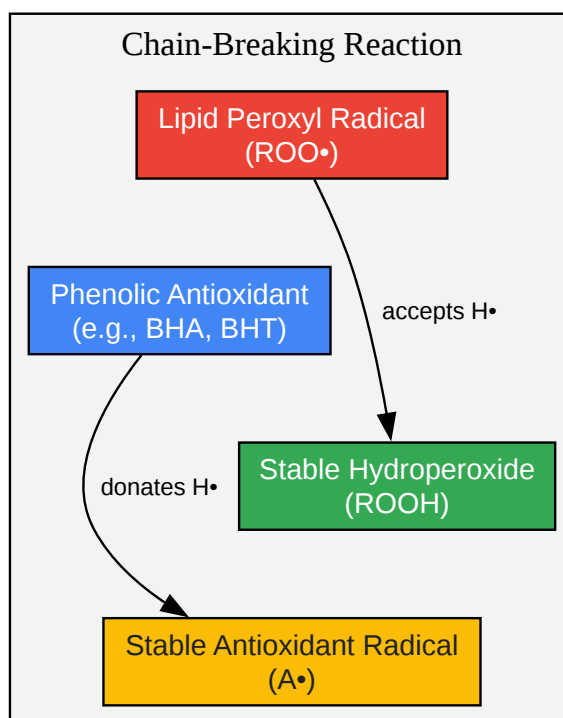 Chain-Breaking Reaction
Lipid Peroxyl Radical
(ROO•)
Phenolic Antioxidant
(e.g., BHA, BHT)
accepts H•
Stable Hydroperoxide
(ROOH)
donates H•
Stable Antioxidant Radical
(A•)